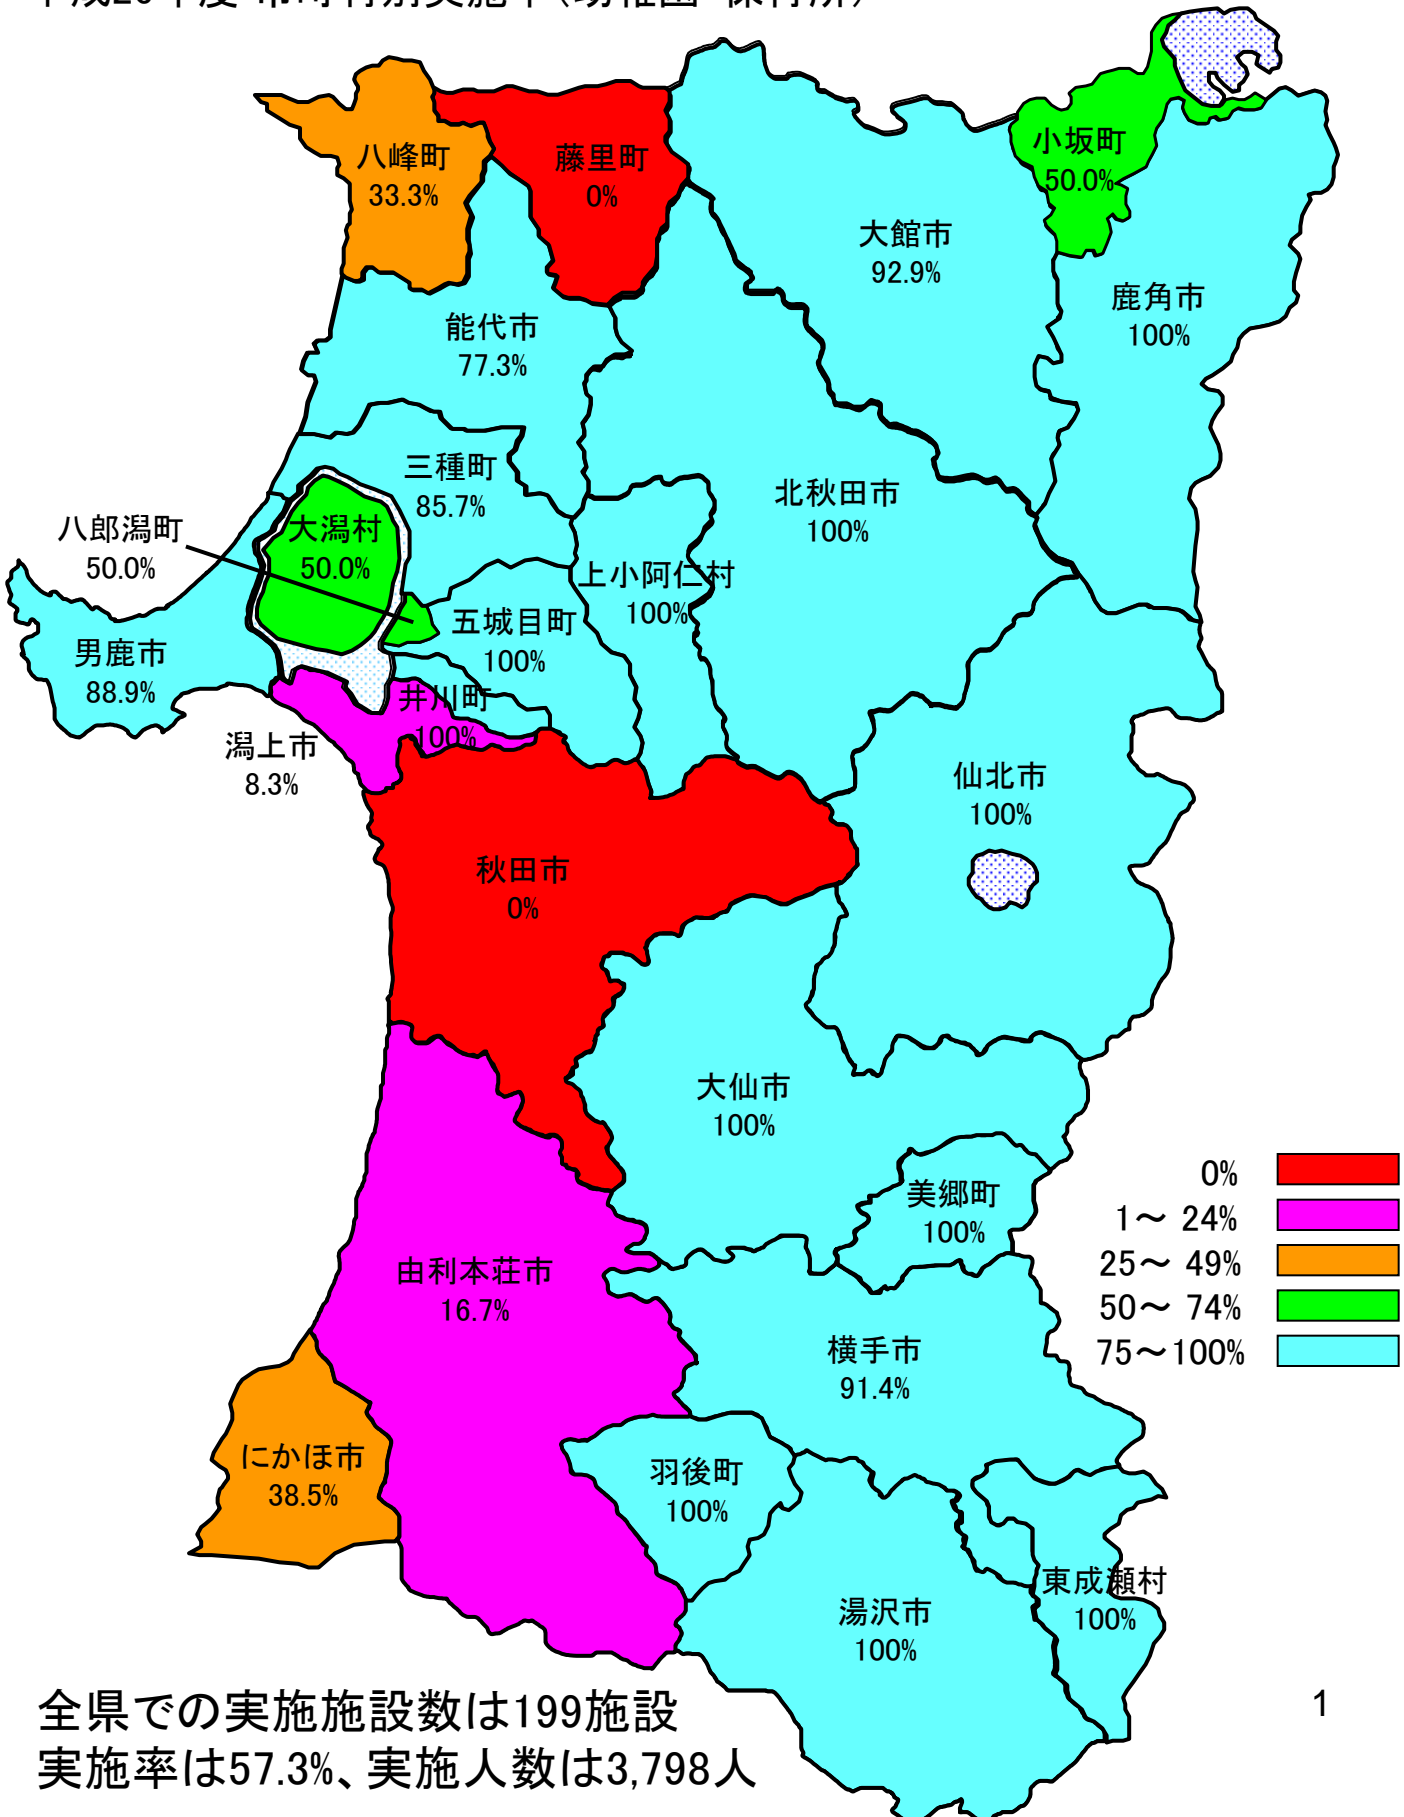 八峰町
33.3%
藤里町
0%
小坂町
50.0%
大館市
92.9%
鹿角市
100%
能代市
77.3%
三種町
85.7%
北秋田市
100%
八郎潟町
50.0%
大潟村
50.0%
上小阿仁村
100%
五城目町
100%
男鹿市
88.9%
井川町
100%
潟上市
8.3%
仙北市
100%
秋田市
0%
大仙市
100%
美郷町
100%
0%
1～ 24%
25～ 49%
50～ 74%
75～100%
由利本荘市
16.7%
横手市
91.4%
にかほ市
38.5%
羽後町
100%
東成瀬村
100%
湯沢市
100%
全県での実施施設数は199施設
実施率は57.3%、実施人数は3,798人
1